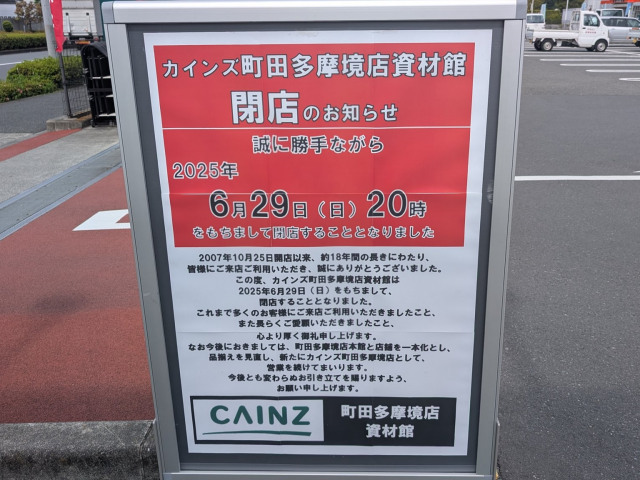 カインズ町田多摩境店資材館
閉店のお知らせ
誠に勝手ながら
2025年
6月29日（日）20時
をもちまして閉店することとなりました
2007年10月25日開店以来、約18年間の長きにわたり、
皆様にご来店ご利用いただき、誠にありがとうございました。
この度、カインズ町田多摩境店資材館は
2025年6月29日（日）をもちまして、
閉店することとなりました。
これまで多くのお客様にご来店ご利用いただきましたこと、
また長らくご愛顧いただきましたこと、
心より厚く御礼申し上げます。
なお今後におきましては、町田多摩境店本館と店舗を一本化とし、
品揃えを見直し、新たにカインズ町田多摩境店として、
営業を続けてまいります。
今後とも変わらぬお引き立てを賜りますよう、
お願い申し上げます。
CAINZ
町田多摩境店
資材館